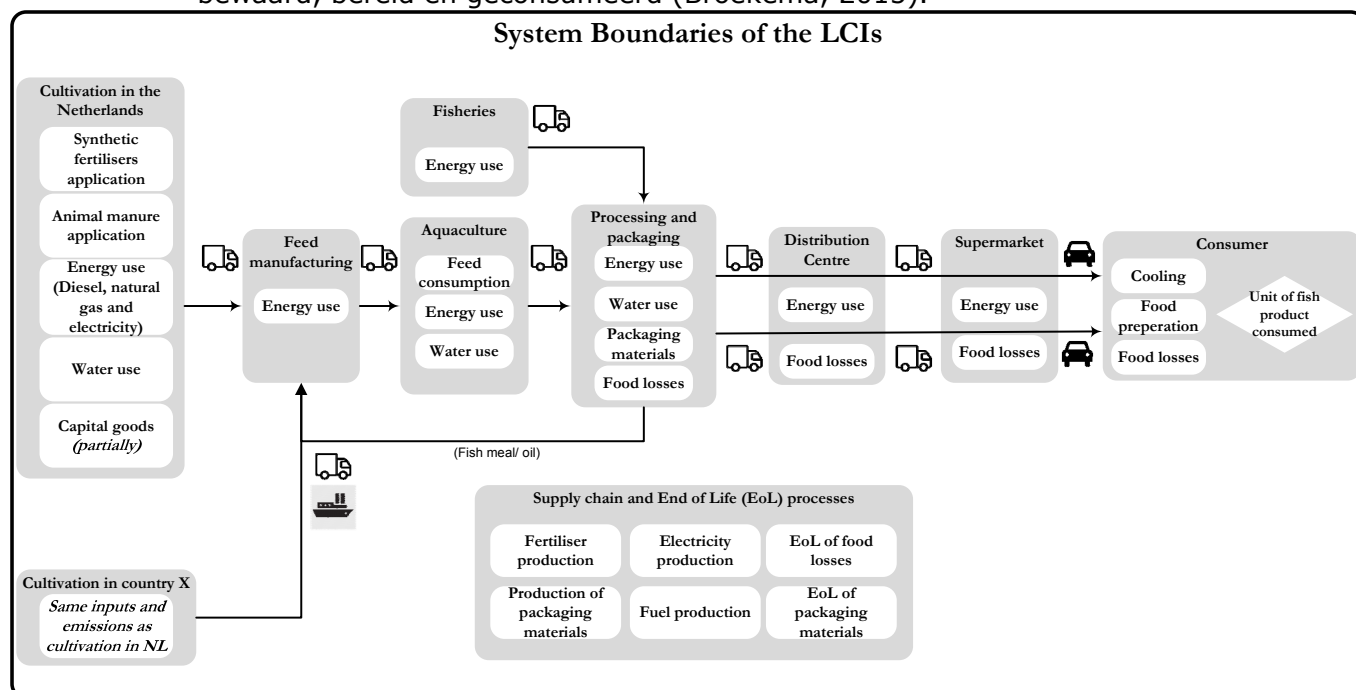 bewaard, bereid en geconsumeerd (Broekema, 2015).
System Boundaries of the LCIs
Cultivation in the
Netherlands
Synthetic
fertilisers
application
Animal manure
application
Energy use
(Diesel, natural
gas and
electricity)
Water use
Capital goods
(partially)
Cultivation in country X
Same inputs and
emissions as
cultivation in NL
Feed
manufacturing
Energy use
Fisheries
Energy use
Aquaculture
Feed
consumption
Energy use
Water use
Processing and
packaging
Energy use
Water use
Packaging
materials
Food losses
(Fish meal/ oil)
Distribution
Centre
Energy use
Food losses
Supermarket
Energy use
Food losses
Consumer
Cooling
Food
preperation
Food losses
Unit of fish
product
consumed
Supply chain and End of Life (EoL) processes
Fertiliser
production
Electricity
production
EoL of food
losses
Production of
packaging
materials
Fuel production
EoL of
packaging
materials